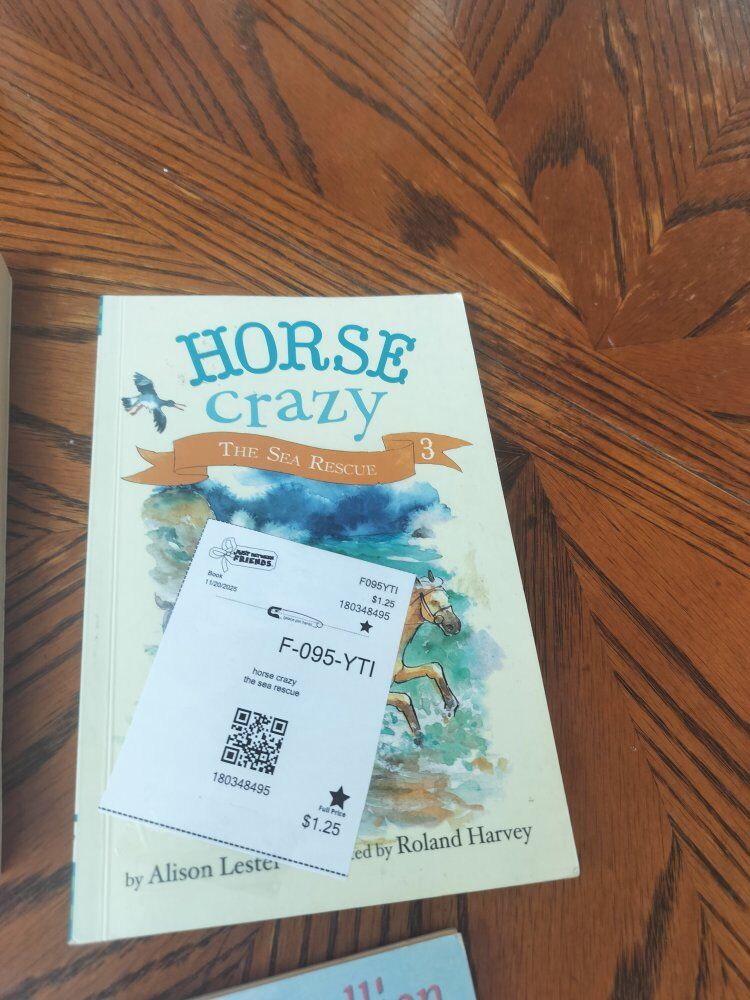 HORSE
crazy
THE SEA RESCUE 3
JUST BETWEEN
FRIENDS
Book
11/20/2025
F095YTI
$1.25
180348495
F-095-YTI
horse crazy
the sea rescue
180348495
Full Price
$1.25
by Alison Lester
ed by Roland Harvey